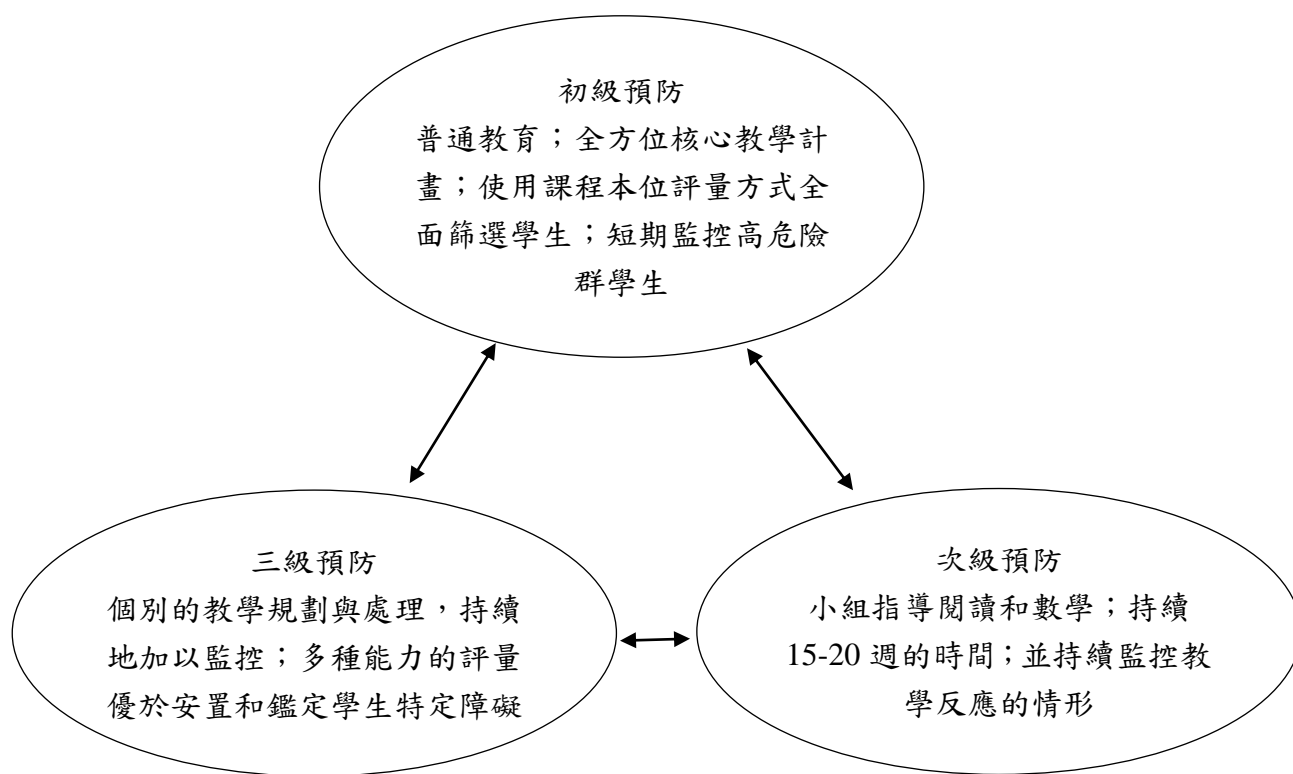 初級預防
普通教育；全方位核心教學計
畫；使用課程本位評量方式全
面篩選學生；短期監控高危險
群學生
三級預防
個別的教學規劃與處理，持續
地加以監控；多種能力的評量
優於安置和鑑定學生特定障礙
次級預防
小組指導閱讀和數學；持續
15-20 週的時間；並持續監控教
學反應的情形